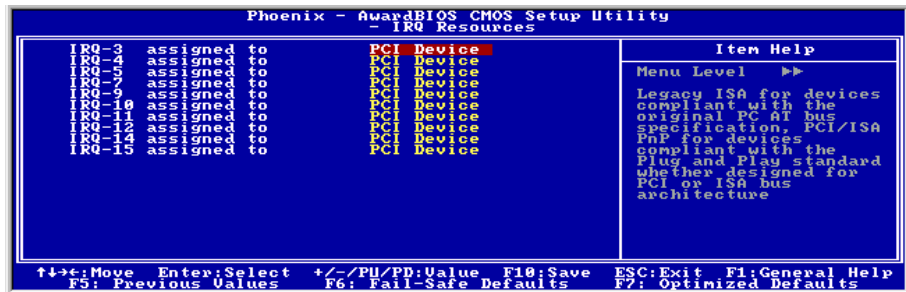 Phoenix - AwardBIOS CMOS Setup Utility
- IRQ Resources
IRQ-3 assigned to PCI Device
IRQ-4 assigned to PCI Device
IRQ-5 assigned to PCI Device
IRQ-7 assigned to PCI Device
IRQ-9 assigned to PCI Device
IRQ-10 assigned to PCI Device
IRQ-11 assigned to PCI Device
IRQ-12 assigned to PCI Device
IRQ-14 assigned to PCI Device
IRQ-15 assigned to PCI Device
Item Help
Menu Level ▶▶
Legacy ISA for devices
compliant with the
original PC AT bus
specification, PCI/ISA
PnP for devices
compliant with the
Plug and Play standard
whether designed for
PCI or ISA bus
architecture
↑↓→←:Move Enter:Select +/-/PU/PD:Value F10:Save ESC:Exit F1:General Help
F5: Previous Values F6: Fail-Safe Defaults F7: Optimized Defaults